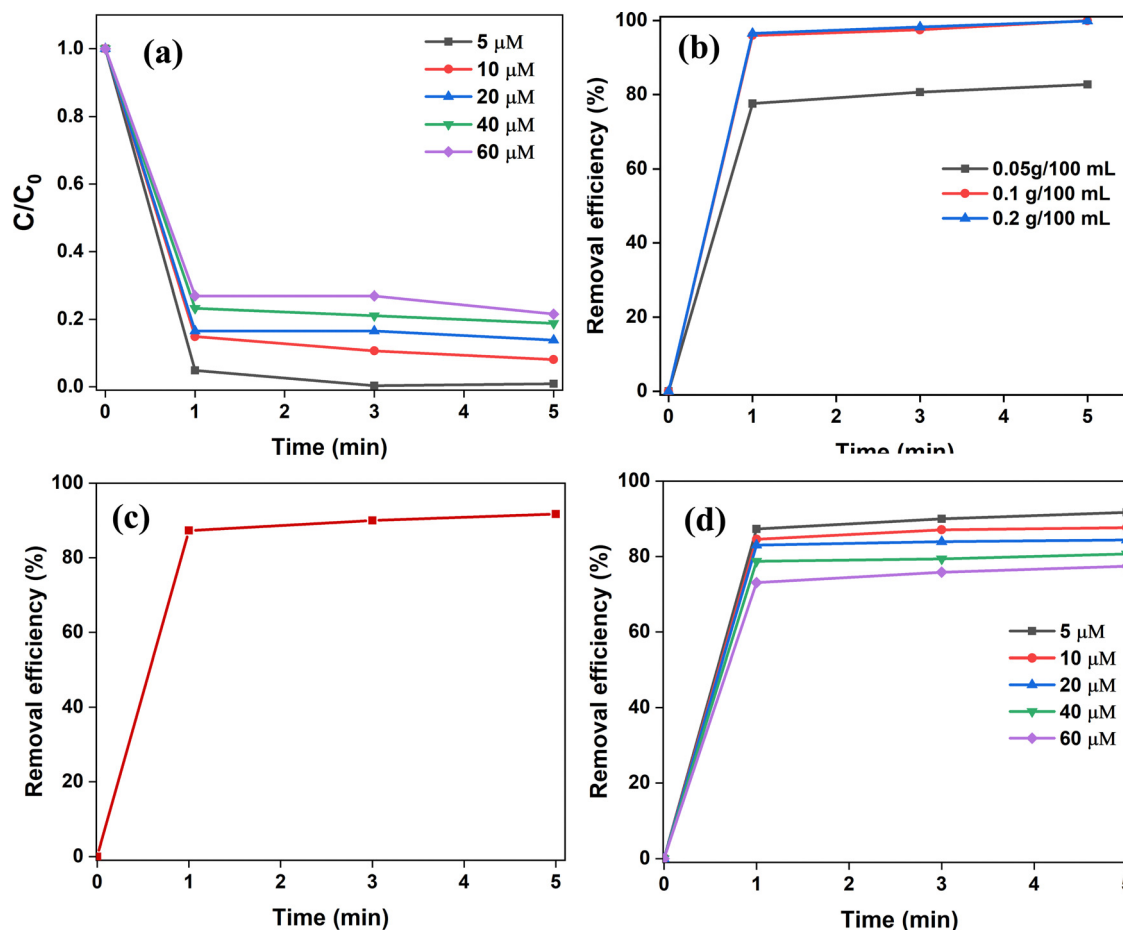 (a)
5 μM
10 μM
20 μM
40 μM
60 μM
C/C0
1.0
0.8
0.6
0.4
0.2
0.0
0 1 2 3 4 5
Time (min)
(b)
0.05g/100 mL
0.1 g/100 mL
0.2 g/100 mL
Removal efficiency (%)
100
80
60
40
20
0
0 1 2 3 4 5
Time (min)
(c)
Removal efficiency (%)
100
80
60
40
20
0
0 1 2 3 4 5
Time (min)
(d)
5 μM
10 μM
20 μM
40 μM
60 μM
Removal efficiency (%)
100
80
60
40
20
0
0 1 2 3 4 5
Time (min)